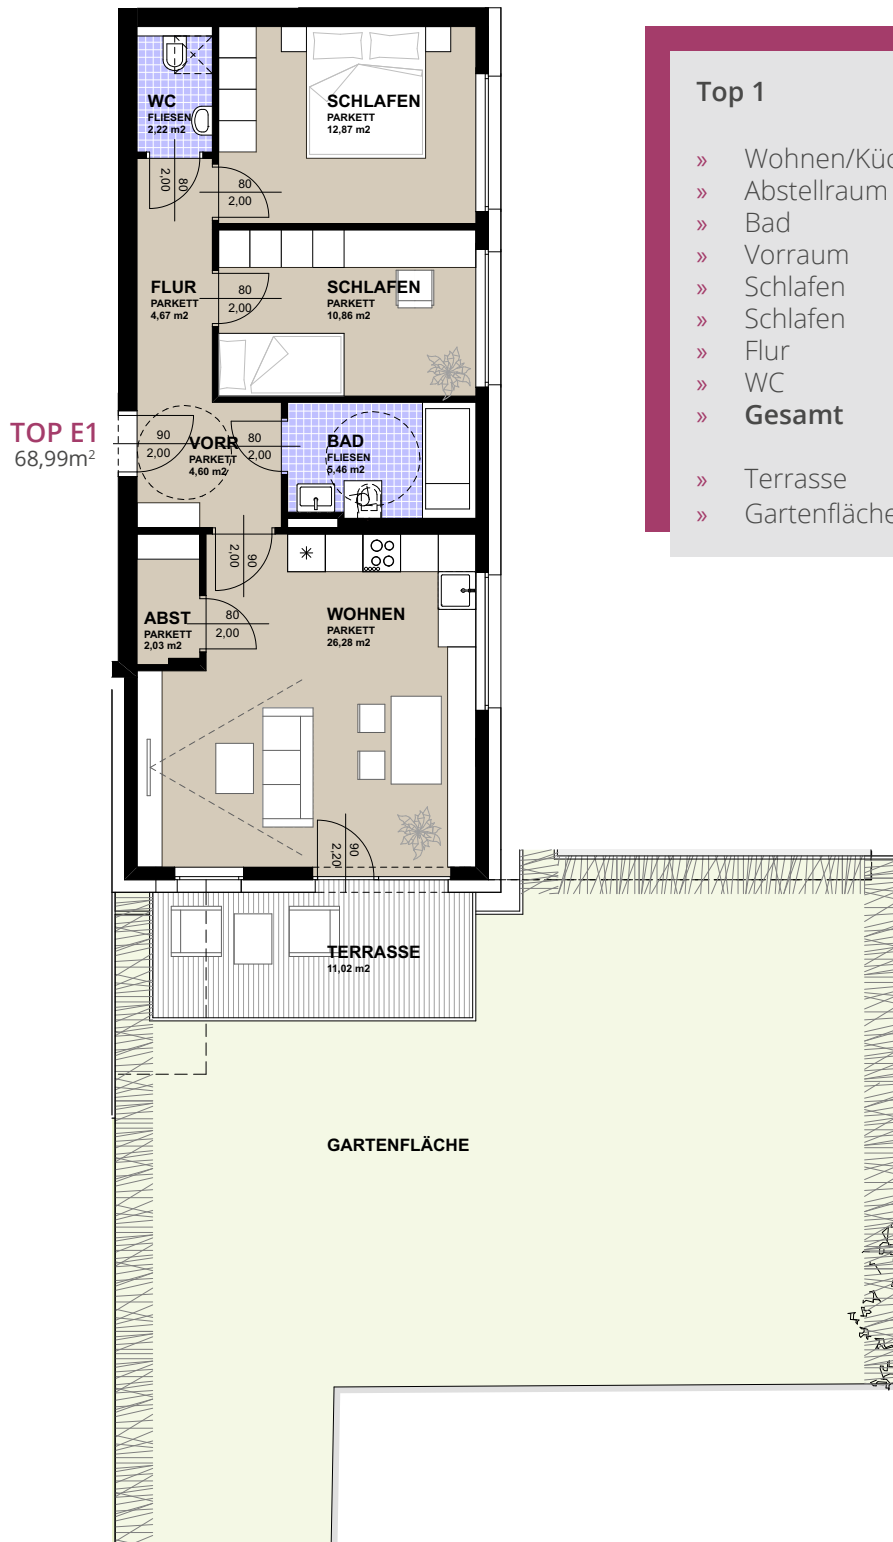 WC
FLIESEN
2,22 m2
80
2,00
SCHLAFEN
PARKETT
12,87 m2
80
2,00
FLUR
PARKETT
4,67 m2
80
2,00
SCHLAFEN
PARKETT
10,86 m2
TOP E1
68,99m²
90
2,00
VORR
PARKETT
4,60 m2
80
2,00
BAD
FLIESEN
5,46 m2
90
2,00
ABST
PARKETT
2,03 m2
80
2,00
WOHNEN
PARKETT
26,28 m2
90
2,20
TERRASSE
11,02 m2
GARTENFLÄCHE
Top 1
» Wohnen/Küc
» Abstellraum
» Bad
» Vorraum
» Schlafen
» Schlafen
» Flur
» WC
» Gesamt
» Terrasse
» Gartenfläche